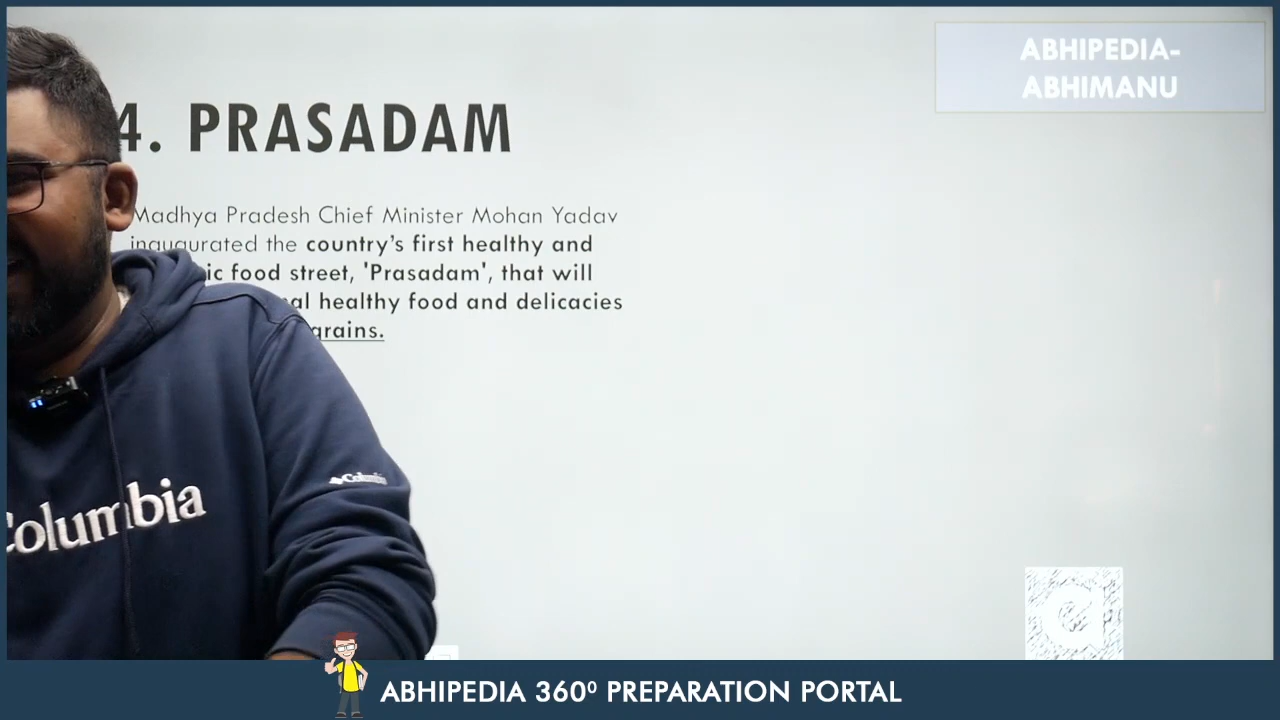 ABHIPEDIA-
ABHIMANU
4. PRASADAM
Madhya Pradesh Chief Minister Mohan Yadav
inaugurated the country's first healthy and
food street, 'Prasadam', that will
healthy food and delicacies
Columbia
Columbia
ABHIPEDIA 360º PREPARATION PORTAL